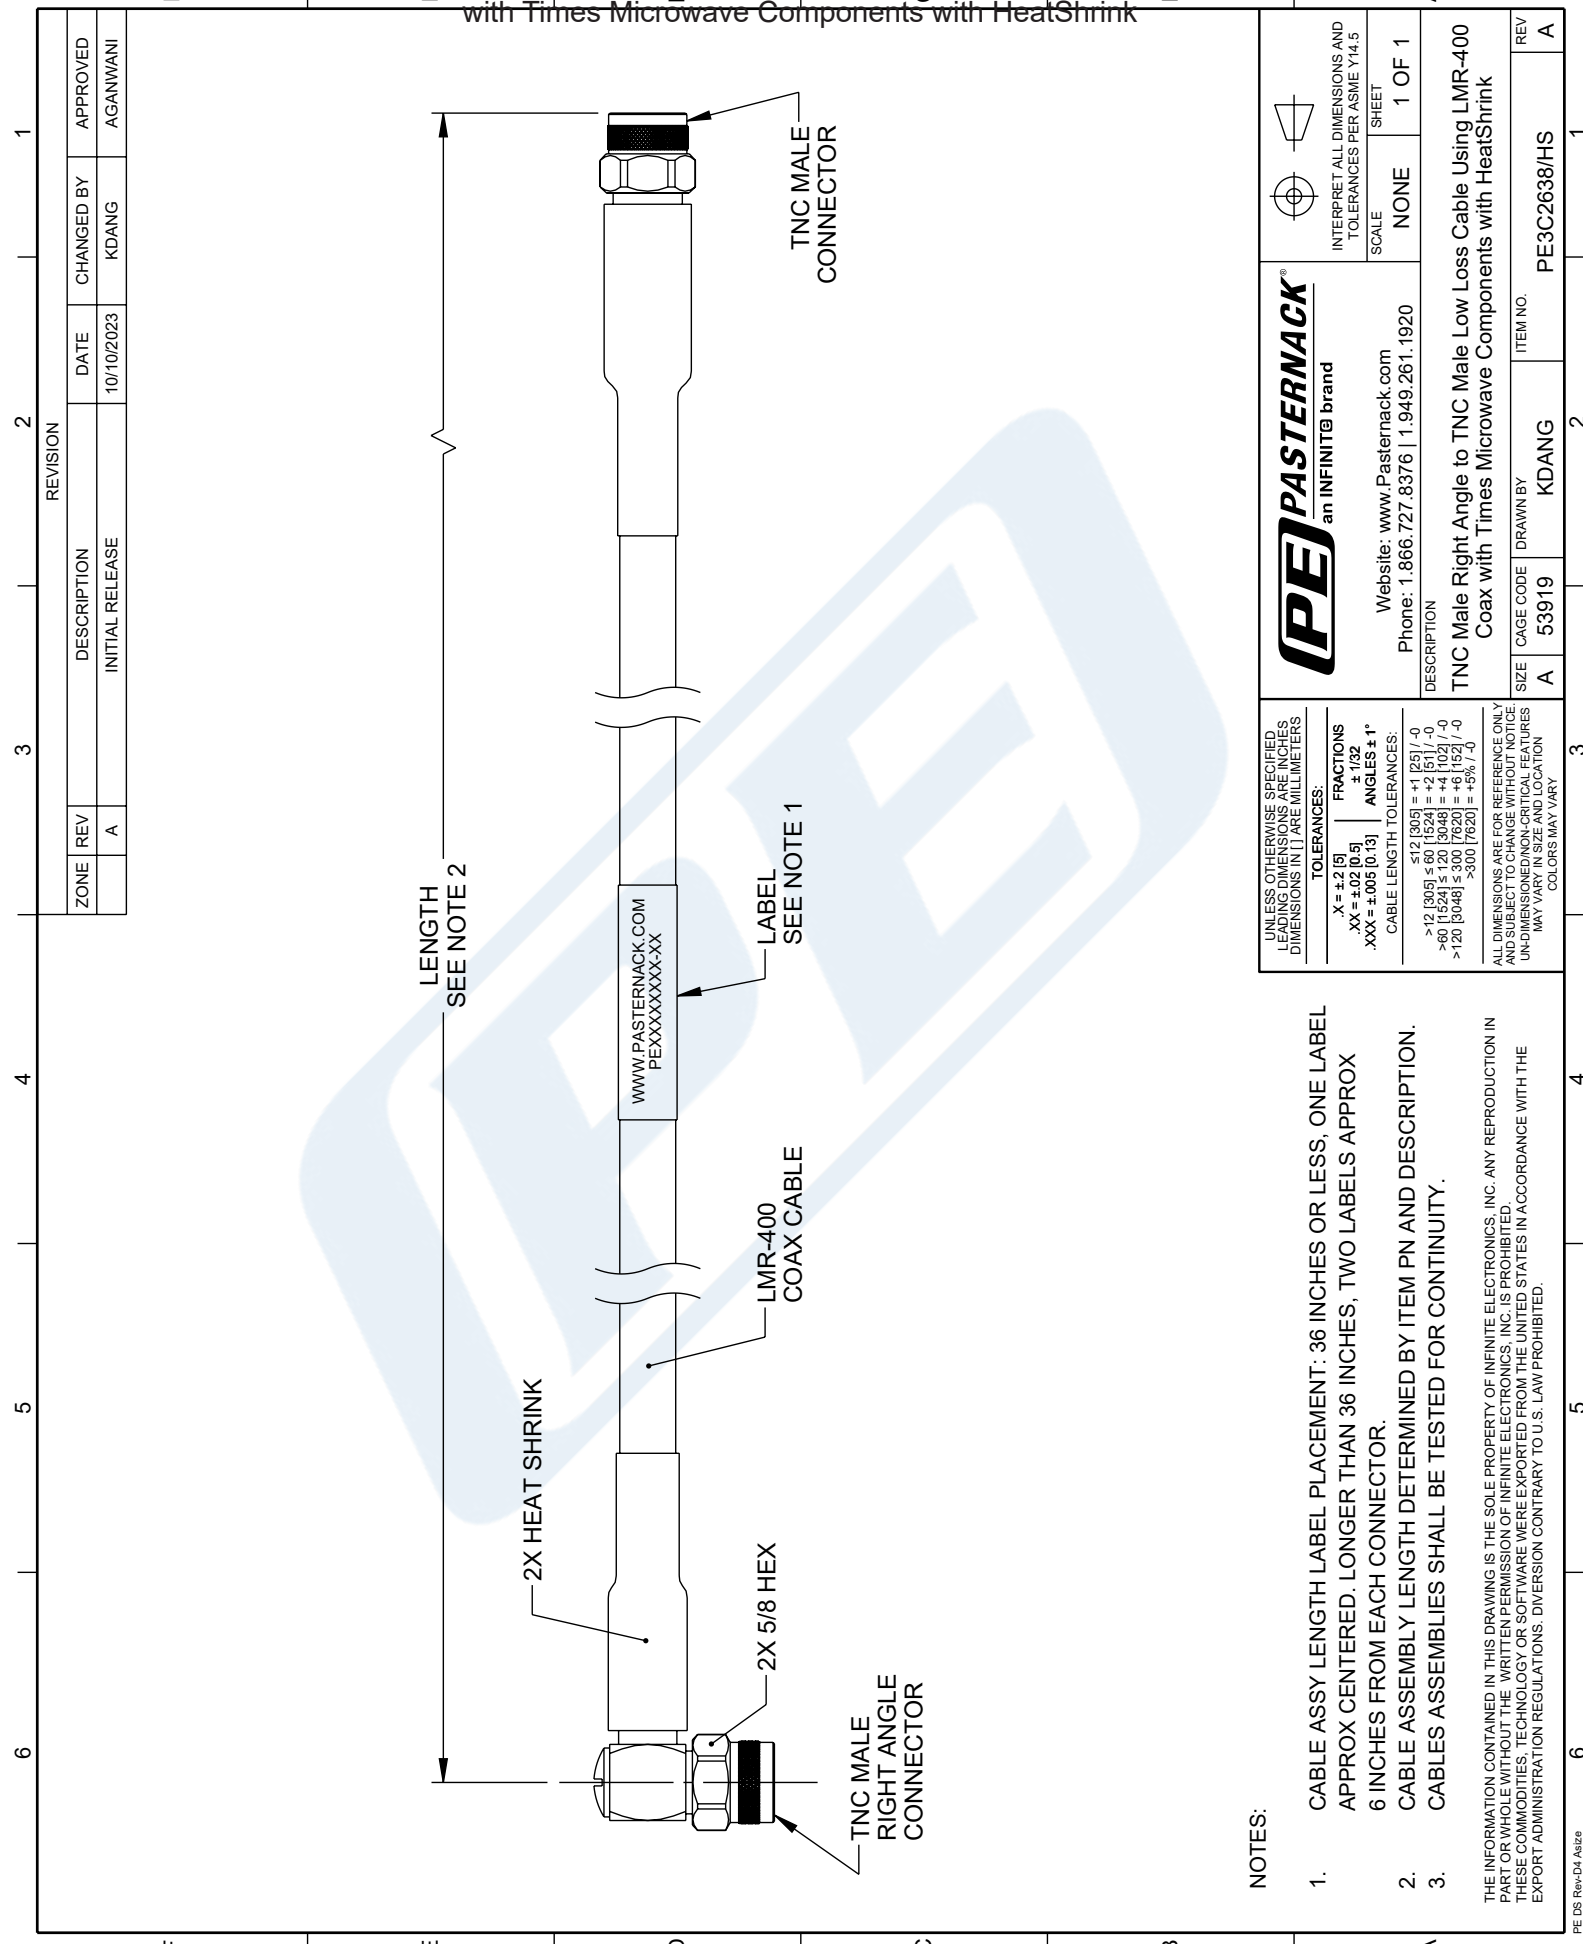 with Times Microwave Components with HeatShrink
6
5
4
3
2
1
REVISION
ZONE
REV
DESCRIPTION
DATE
CHANGED BY
APPROVED
A
INITIAL RELEASE
10/10/2023
KDANG
AGANWANI
LENGTH
SEE NOTE 2
2X HEAT SHRINK
WWW.PASTERNACK.COM
PEXXXXXXXX-XX
TNC MALE
RIGHT ANGLE
CONNECTOR
2X 5/8 HEX
LMR-400
COAX CABLE
LABEL
SEE NOTE 1
TNC MALE
CONNECTOR
NOTES:
1. CABLE ASSY LENGTH LABEL PLACEMENT: 36 INCHES OR LESS, ONE LABEL
APPROX CENTERED. LONGER THAN 36 INCHES, TWO LABELS APPROX
6 INCHES FROM EACH CONNECTOR.
2. CABLE ASSEMBLY LENGTH DETERMINED BY ITEM PN AND DESCRIPTION.
3. CABLES ASSEMBLIES SHALL BE TESTED FOR CONTINUITY.
THE INFORMATION CONTAINED IN THIS DRAWING IS THE SOLE PROPERTY OF INFINITE ELECTRONICS, INC. ANY REPRODUCTION IN
PART OR WHOLE WITHOUT THE WRITTEN PERMISSION OF INFINITE ELECTRONICS, INC. IS PROHIBITED.
THESE COMMODITIES, TECHNOLOGY OR SOFTWARE WERE EXPORTED FROM THE UNITED STATES IN ACCORDANCE WITH THE
EXPORT ADMINISTRATION REGULATIONS. DIVERSION CONTRARY TO U.S. LAW PROHIBITED.
UNLESS OTHERWISE SPECIFIED
LEADING DIMENSIONS ARE INCHES
DIMENSIONS IN [ ] ARE MILLIMETERS
TOLERANCES:
.X = ±.2 [5]
.XX = ±.02 [0.5]
.XXX = ±.005 [0.13]
FRACTIONS
± 1/32
ANGLES ± 1°
CABLE LENGTH TOLERANCES:
≤12 [305] = +1 [25] / -0
>12 [305] ≤ 60 [1524] = +2 [51] / -0
>60 [1524] ≤ 120 [3048] = +4 [102] / -0
>120 [3048] ≤ 300 [7620] = +6 [152] / -0
>300 [7620] = +5% / -0
ALL DIMENSIONS ARE FOR REFERENCE ONLY
AND SUBJECT TO CHANGE WITHOUT NOTICE.
UN-DIMENSIONED/NON-CRITICAL FEATURES
MAY VARY IN SIZE AND LOCATION
COLORS MAY VARY
PE PASTERNACK®
an INFINITE brand
Website: www.Pasternack.com
Phone: 1.866.727.8376 | 1.949.261.1920
INTERPRET ALL DIMENSIONS AND
TOLERANCES PER ASME Y14.5
SCALE
NONE
SHEET
1 OF 1
DESCRIPTION
TNC Male Right Angle to TNC Male Low Loss Cable Using LMR-400
Coax with Times Microwave Components with HeatShrink
SIZE
A
CAGE CODE
53919
DRAWN BY
KDANG
ITEM NO.
PE3C2638/HS
REV
A
6
5
4
3
2
1
PE DS Rev-D4 Asize